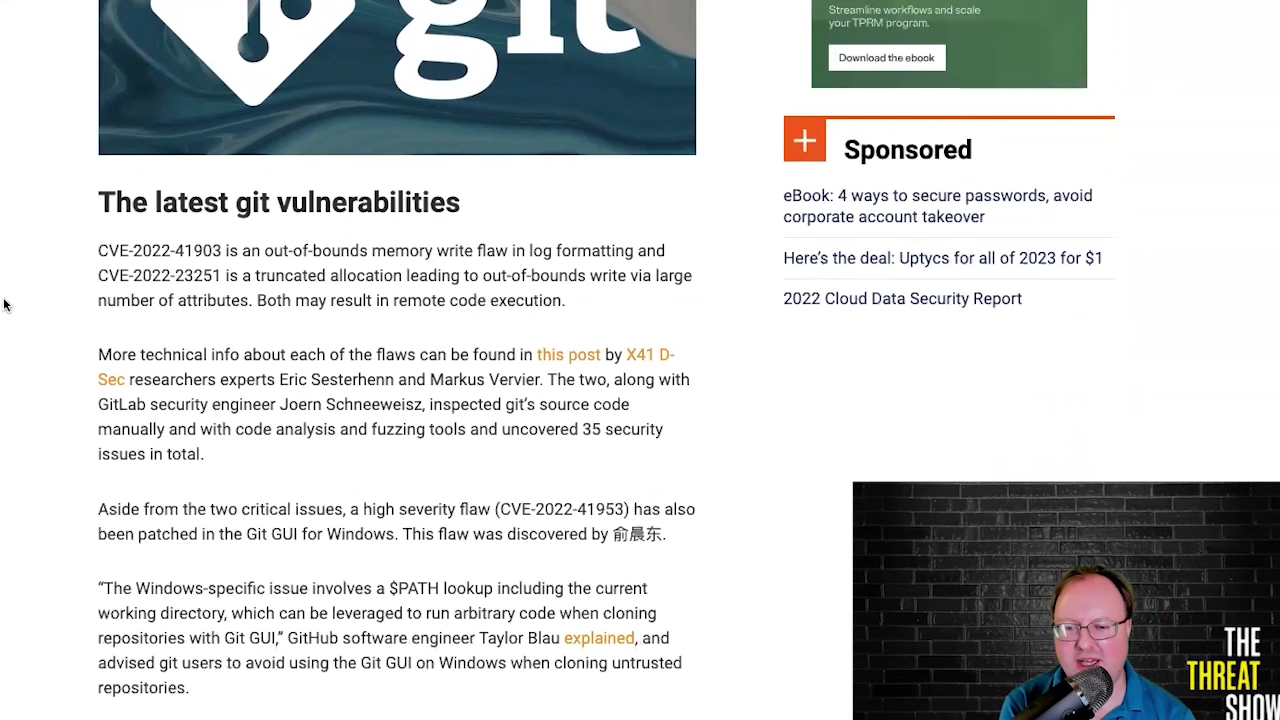 git
Streamline workflows and scale
your TPRM program.
Download the ebook
Sponsored
eBook: 4 ways to secure passwords, avoid
corporate account takeover
Here’s the deal: Uptycs for all of 2023 for $1
2022 Cloud Data Security Report
The latest git vulnerabilities
CVE-2022-41903 is an out-of-bounds memory write flaw in log formatting and
CVE-2022-23251 is a truncated allocation leading to out-of-bounds write via large
number of attributes. Both may result in remote code execution.
More technical info about each of the flaws can be found in this post by X41 D-
Sec researchers experts Eric Sesterhenn and Markus Vervier. The two, along with
GitLab security engineer Joern Schneeweisz, inspected git’s source code
manually and with code analysis and fuzzing tools and uncovered 35 security
issues in total.
Aside from the two critical issues, a high severity flaw (CVE-2022-41953) has also
been patched in the Git GUI for Windows. This flaw was discovered by 俞晨东.
“The Windows-specific issue involves a $PATH lookup including the current
working directory, which can be leveraged to run arbitrary code when cloning
repositories with Git GUI,” GitHub software engineer Taylor Blau explained, and
advised git users to avoid using the Git GUI on Windows when cloning untrusted
repositories.
THE
THREAT
SHOW